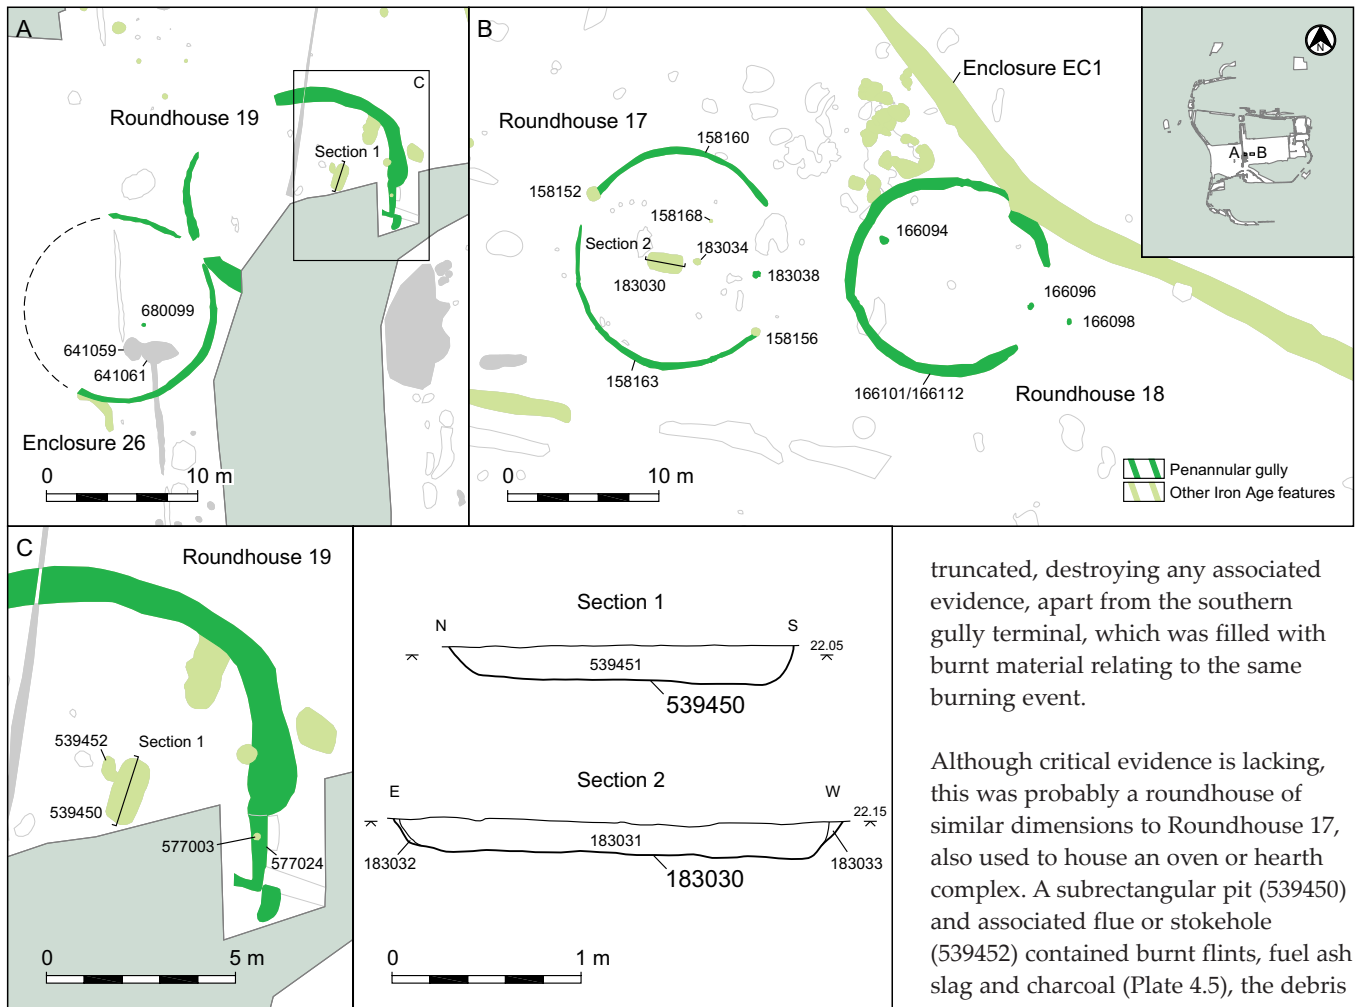 A
Roundhouse 19
C
Section 1
680099
641059
641061
Enclosure 26
0 10 m
B
Enclosure EC1
Roundhouse 17
158160
158152
158168
Section 2
183034
183030
183038
158156
158163
166094
166096
166098
166101/166112
Roundhouse 18
0 10 m
Penannular gully
Other Iron Age features
N
A B
C
Roundhouse 19
539452
Section 1
539450
577003
577024
0 5 m
Section 1
N S
22.05
539451
539450
Section 2
E W
22.15
183031
183032
183033
183030
0 1 m
truncated, destroying any associated
evidence, apart from the southern
gully terminal, which was filled with
burnt material relating to the same
burning event.
Although critical evidence is lacking,
this was probably a roundhouse of
similar dimensions to Roundhouse 17,
also used to house an oven or hearth
complex. A subrectangular pit (539450)
and associated flue or stokehole
(539452) contained burnt flints, fuel ash
slag and charcoal (Plate 4.5), the debris